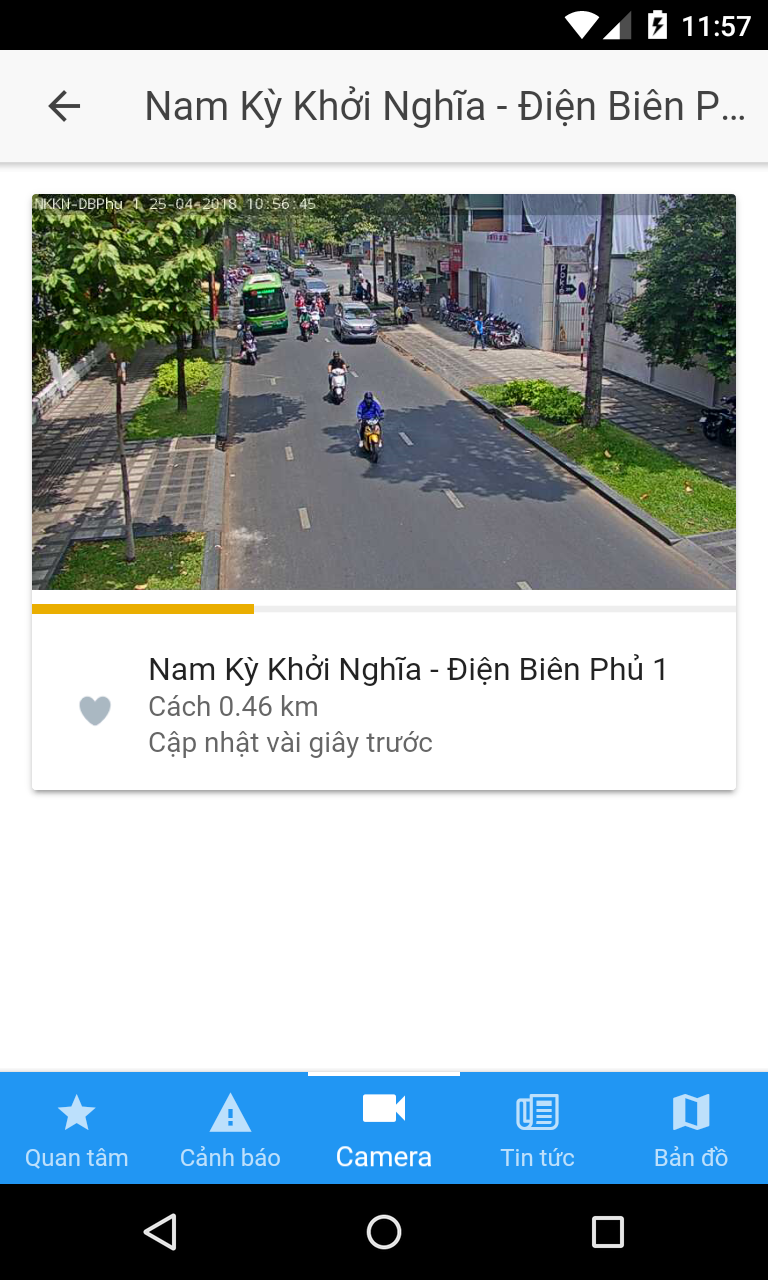 11:57
Nam Kỳ Khởi Nghĩa - Điện Biên P...
NKKN-DBPhu 1 25-04-2018 10:56:45
Nam Kỳ Khởi Nghĩa - Điện Biên Phủ 1
Cách 0.46 km
Cập nhật vài giây trước
Quan tâm
Cảnh báo
Camera
Tin tức
Bản đồ